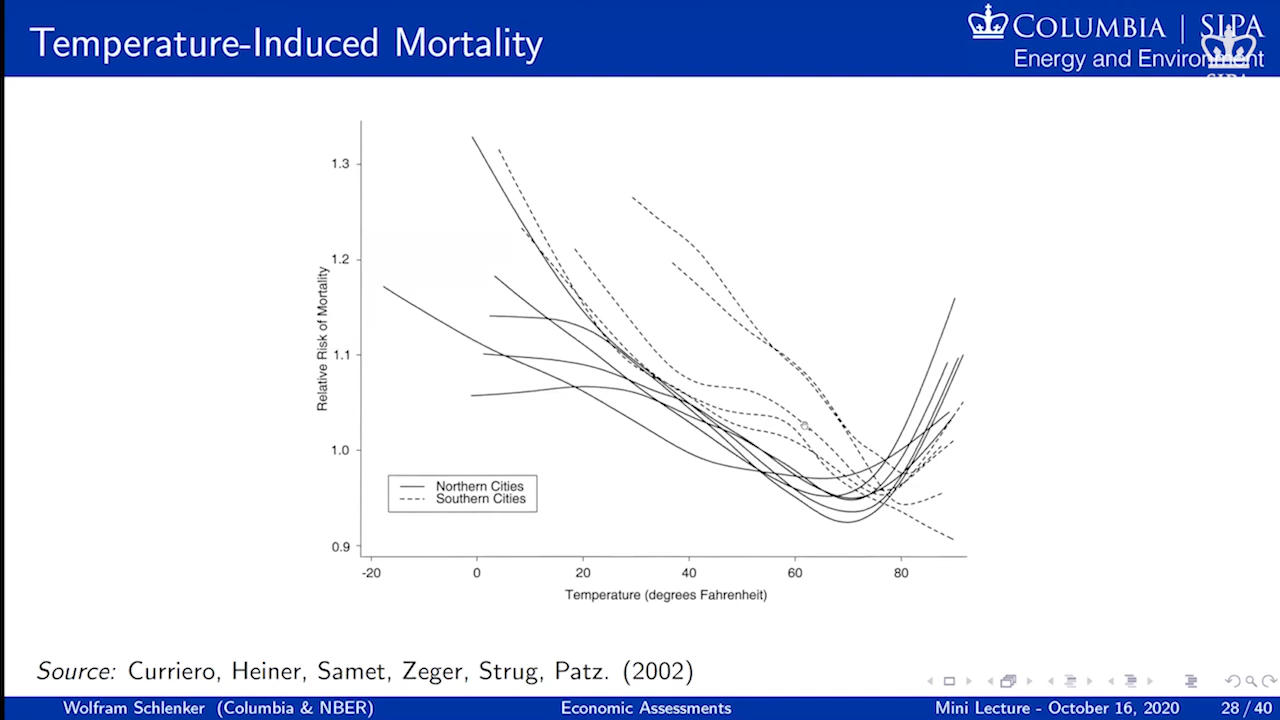 Temperature-Induced Mortality
COLUMBIA | SIPA
Energy and Environment
SIPA
1.3
1.2
1.1
1.0
0.9
Relative Risk of Mortality
Northern Cities
Southern Cities
-20 0 20 40 60 80
Temperature (degrees Fahrenheit)
Source: Curriero, Heiner, Samet, Zeger, Strug, Patz. (2002)
Wolfram Schlenker (Columbia & NBER) Economic Assessments Mini Lecture - October 16, 2020 28 / 40